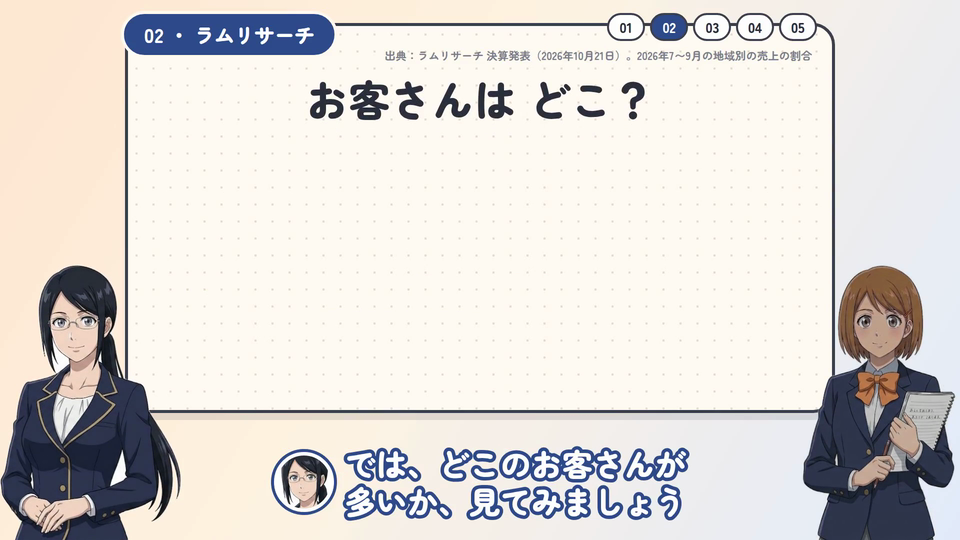 02 ・ ラムリサーチ
01 02 03 04 05
出典：ラムリサーチ 決算発表（2026年10月21日）。2026年7〜9月の地域別の売上の割合
お客さんは どこ？
では、どこのお客さんが
多いか、見てみましょう